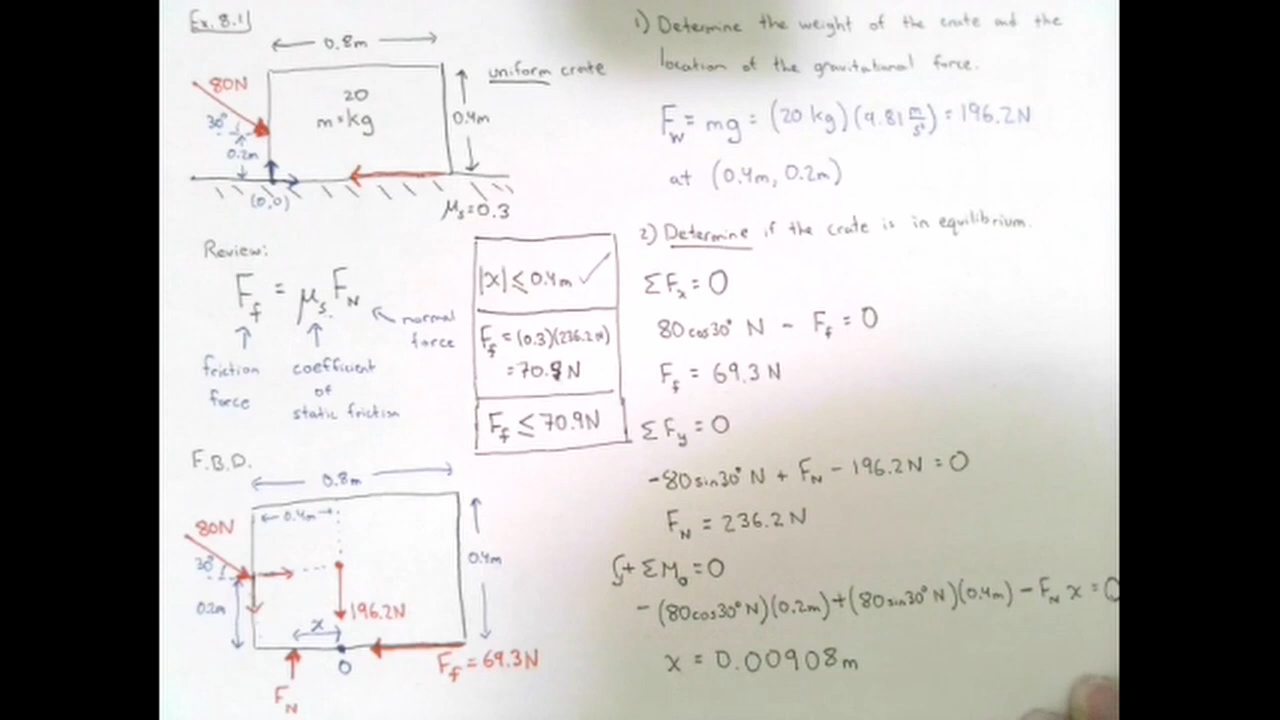 Ex. 8.1
0.8m
80N
30°
0.2m
20
m=kg
uniform crate
0.4m
(0,0)
μs=0.3
Review:
Ff = μs FN
normal
force
friction
force
coefficient
of
static friction
|x| ≤ 0.4m ✓
Ff = (0.3)(236.2N)
= 70.9N
Ff ≤ 70.9N
F.B.D.
0.8m
0.4m
80N
30°
0.2m
0.4m
196.2N
x
O
FN
Ff = 69.3N
1) Determine the weight of the crate and the
location of the gravitational force.
Fw = mg = (20 kg)(9.81 m/s²) = 196.2N
at (0.4m, 0.2m)
2) Determine if the crate is in equilibrium.
ΣFx = 0
80cos30° N - Ff = 0
Ff = 69.3 N
ΣFy = 0
-80sin30° N + FN - 196.2N = 0
FN = 236.2 N
↺+ ΣMo = 0
-(80cos30° N)(0.2m)+(80sin30° N)(0.4m) - FN x = 0
x = 0.00908m